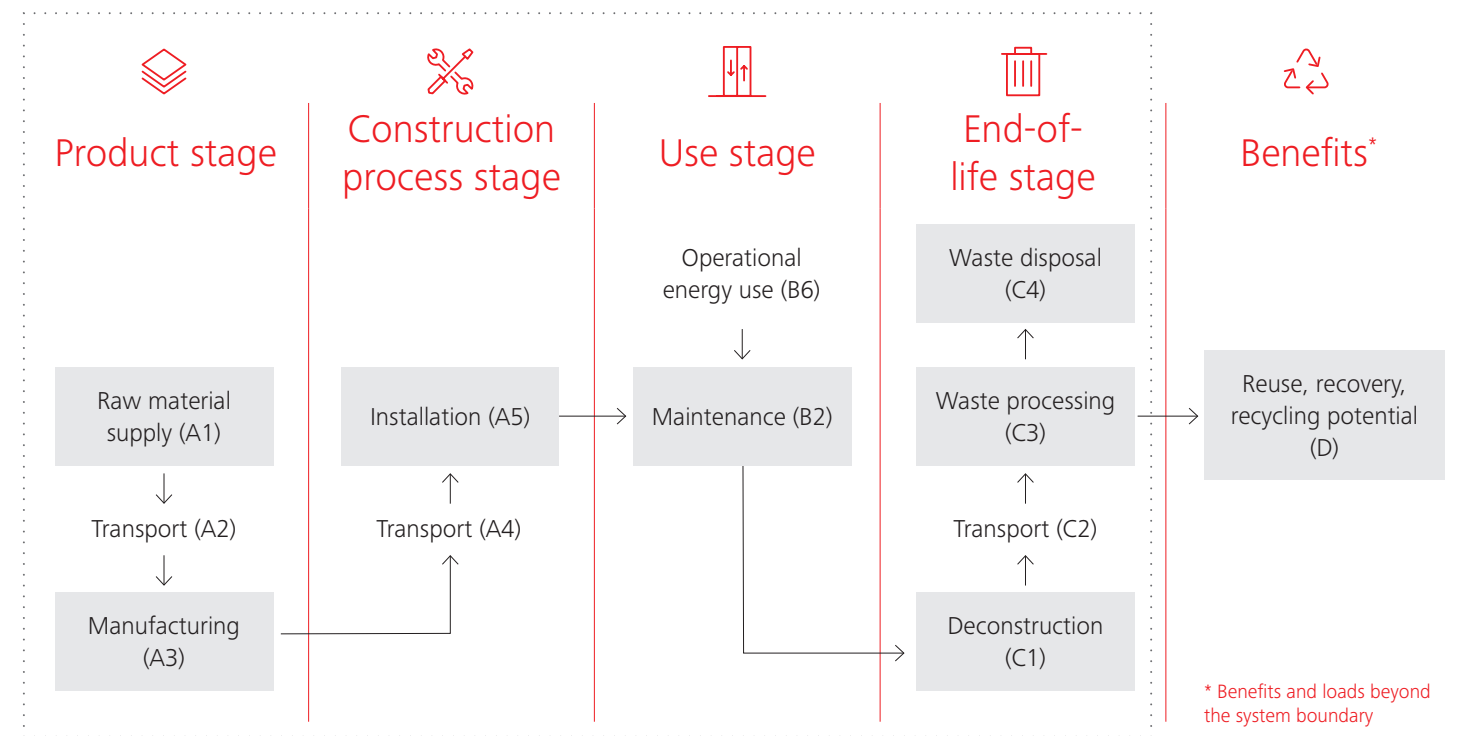 Product stage
Construction
process stage
Use stage
End-of-
life stage
Benefits*
Raw material
supply (A1)
Transport (A2)
Manufacturing
(A3)
Installation (A5)
Transport (A4)
Operational
energy use (B6)
Maintenance (B2)
Waste disposal
(C4)
Waste processing
(C3)
Transport (C2)
Deconstruction
(C1)
Reuse, recovery,
recycling potential
(D)
* Benefits and loads beyond
the system boundary